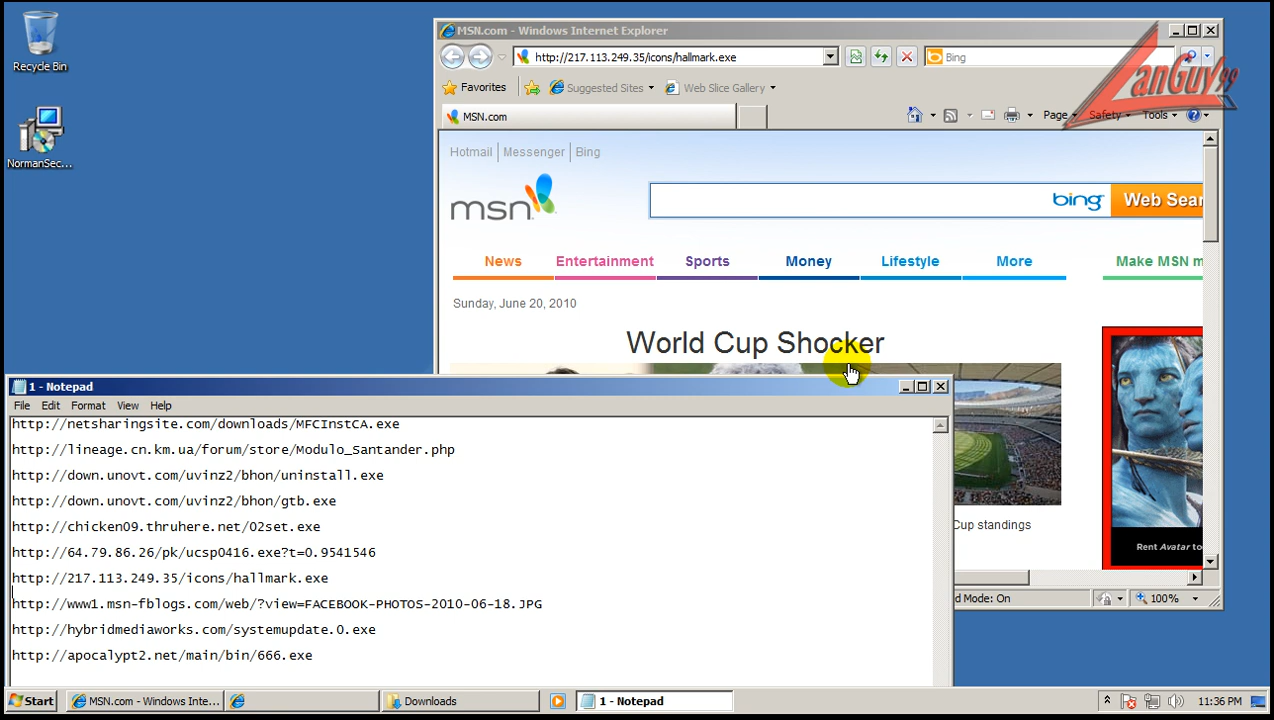 Recycle Bin
NormanSec...
MSN.com - Windows Internet Explorer
http://217.113.249.35/icons/hallmark.exe
Bing
Favorites
Suggested Sites
Web Slice Gallery
MSN.com
Page
Safety
Tools
Hotmail
Messenger
Bing
msn
bing
Web Sear
News
Entertainment
Sports
Money
Lifestyle
More
Make MSN m
Sunday, June 20, 2010
World Cup Shocker
Cup standings
Rent Avatar to
d Mode: On
100%
LanGuy99
1 - Notepad
File
Edit
Format
View
Help
http://netsharingsite.com/downloads/MFCInstCA.exe
http://lineage.cn.km.ua/forum/store/Modulo_Santander.php
http://down.unovt.com/uvinz2/bhon/uninstall.exe
http://down.unovt.com/uvinz2/bhon/gtb.exe
http://chicken09.thruhere.net/02set.exe
http://64.79.86.26/pk/ucsp0416.exe?t=0.9541546
http://217.113.249.35/icons/hallmark.exe
http://www1.msn-fblogs.com/web/?view=FACEBOOK-PHOTOS-2010-06-18.JPG
http://hybridmediaworks.com/systemupdate.0.exe
http://apocalypt2.net/main/bin/666.exe
Start
MSN.com - Windows Inte...
Downloads
1 - Notepad
11:36 PM